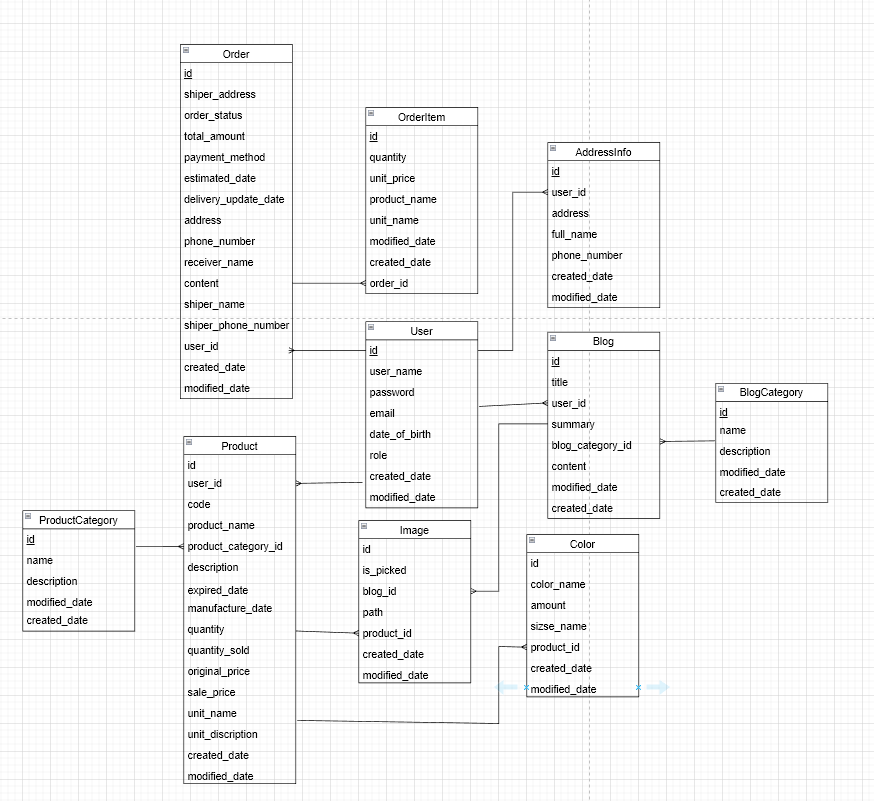 Order
id
shiper_address
order_status
total_amount
payment_method
estimated_date
delivery_update_date
address
phone_number
receiver_name
content
shiper_name
shiper_phone_number
user_id
created_date
modified_date
OrderItem
id
quantity
unit_price
product_name
unit_name
modified_date
created_date
order_id
AddressInfo
id
user_id
address
full_name
phone_number
created_date
modified_date
User
id
user_name
password
email
date_of_birth
role
created_date
modified_date
Blog
id
title
user_id
summary
blog_category_id
content
modified_date
created_date
BlogCategory
id
name
description
modified_date
created_date
Product
id
user_id
code
product_name
product_category_id
description
expired_date
manufacture_date
quantity
quantity_sold
original_price
sale_price
unit_name
unit_discription
created_date
modified_date
ProductCategory
id
name
description
modified_date
created_date
Image
id
is_picked
blog_id
path
product_id
created_date
modified_date
Color
id
color_name
amount
sizse_name
product_id
created_date
modified_date